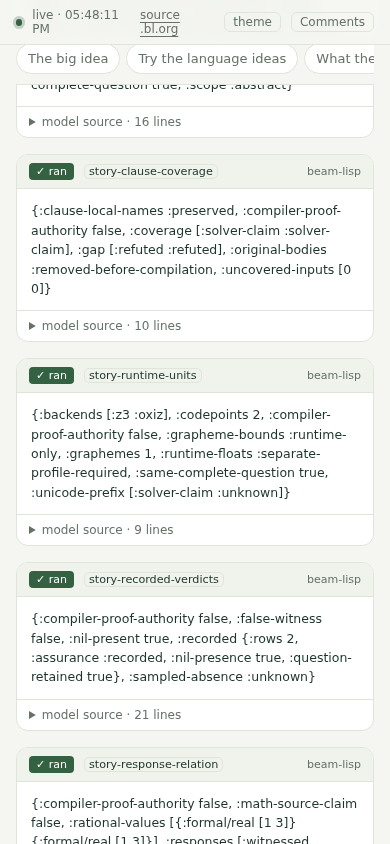 live · 05:48:11 PM
source .bl.org
theme
Comments
The big idea
Try the language ideas
What the
complete-question true, :scope :abstract}
▶ model source · 16 lines
✓ ran story-clause-coverage beam-lisp
{:clause-local-names :preserved, :compiler-proof-
authority false, :coverage [:solver-claim :solver-
claim], :gap [:refuted :refuted], :original-bodies
:removed-before-compilation, :uncovered-inputs [0
0]}
▶ model source · 10 lines
✓ ran story-runtime-units beam-lisp
{:backends [:z3 :oxiz], :codepoints 2, :compiler-
proof-authority false, :grapheme-bounds :runtime-
only, :graphemes 1, :runtime-floats :separate-
profile-required, :same-complete-question true,
:unicode-prefix [:solver-claim :unknown]}
▶ model source · 9 lines
✓ ran story-recorded-verdicts beam-lisp
{:compiler-proof-authority false, :false-witness
false, :nil-present true, :recorded {:rows 2,
:assurance :recorded, :nil-presence true, :question-
retained true}, :sampled-absence :unknown}
▶ model source · 21 lines
✓ ran story-response-relation beam-lisp
{:compiler-proof-authority false, :math-source-claim
false, :rational-values [{:formal/real [1 3]}
{:formal/real [1 3]}], :responses [:witnessed